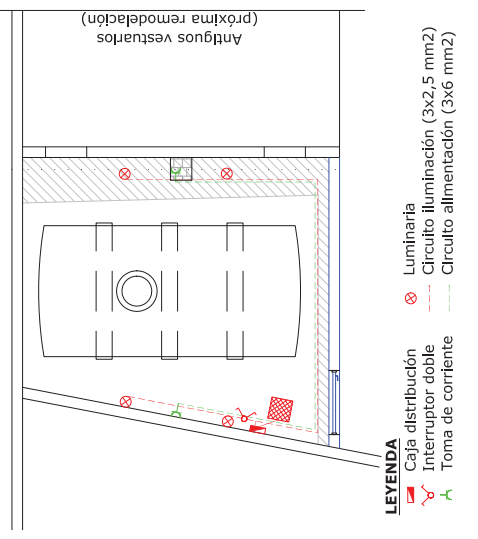 Antiguos vestuarios
(próxima remodelación)
LEYENDA
Caja distribución
Interruptor doble
Toma de corriente
Luminaria
Circuito iluminación (3x2,5 mm2)
Circuito alimentación (3x6 mm2)